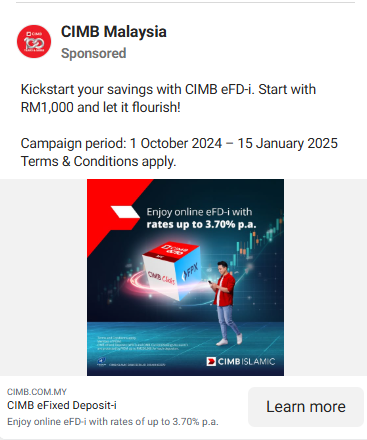 CIMB Malaysia
Sponsored
Kickstart your savings with CIMB eFD-i. Start with
RM1,000 and let it flourish!
Campaign period: 1 October 2024 – 15 January 2025
Terms & Conditions apply.
Enjoy online eFD-i with
rates up to 3.70% p.a.
CIMB Clicks
FPX
CIMB ISLAMIC
CIMB.COM.MY
CIMB eFixed Deposit-i
Enjoy online eFD-i with rates of up to 3.70% p.a.
Learn more